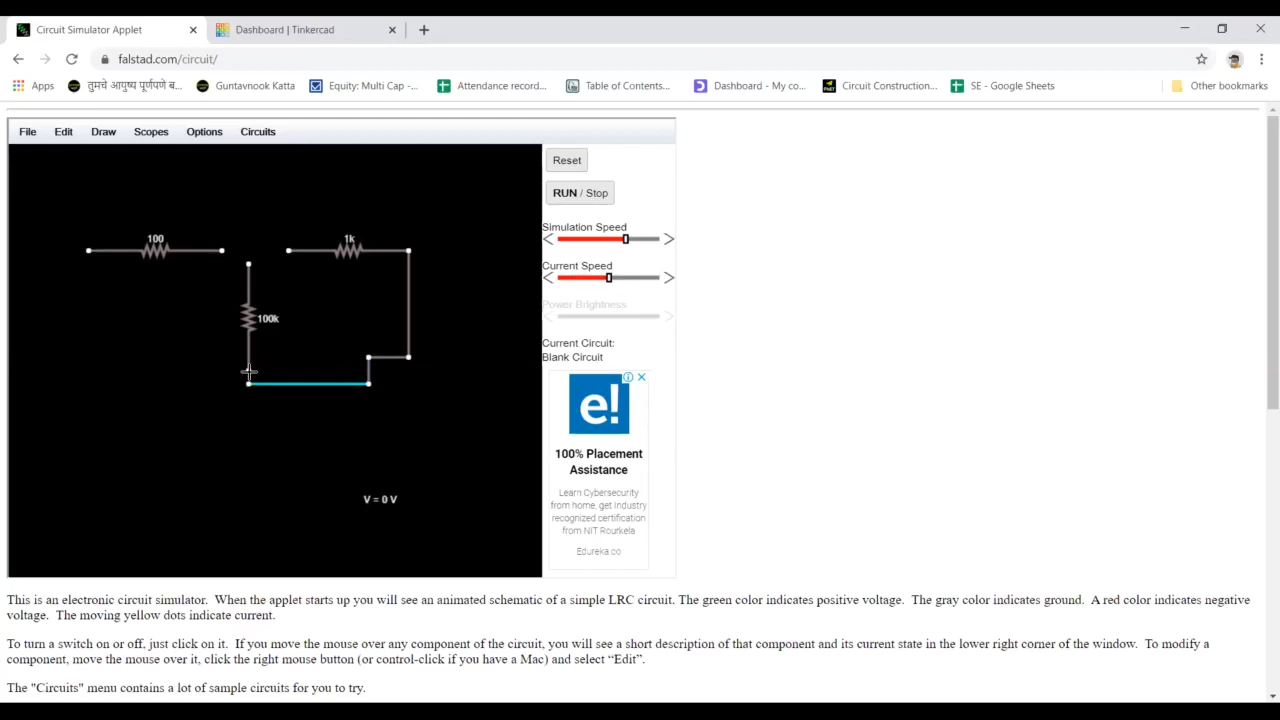 Circuit Simulator Applet
Dashboard | Tinkercad
falstad.com/circuit/
Apps
तुमचे आयुष्य पूर्णपणे ब...
Guntavnook Katta
Equity: Multi Cap -...
Attendance record...
Table of Contents...
Dashboard - My co...
Circuit Construction...
SE - Google Sheets
Other bookmarks
File Edit Draw Scopes Options Circuits
Reset
RUN / Stop
Simulation Speed
Current Speed
Power Brightness
Current Circuit:
Blank Circuit
100
1k
100k
V = 0 V
e!
100% Placement
Assistance
Learn Cybersecurity
from home, get Industry
recognized certification
from NIT Rourkela
Edureka.co
This is an electronic circuit simulator. When the applet starts up you will see an animated schematic of a simple LRC circuit. The green color indicates positive voltage. The gray color indicates ground. A red color indicates negative
voltage. The moving yellow dots indicate current.
To turn a switch on or off, just click on it. If you move the mouse over any component of the circuit, you will see a short description of that component and its current state in the lower right corner of the window. To modify a
component, move the mouse over it, click the right mouse button (or control-click if you have a Mac) and select “Edit”.
The "Circuits" menu contains a lot of sample circuits for you to try.